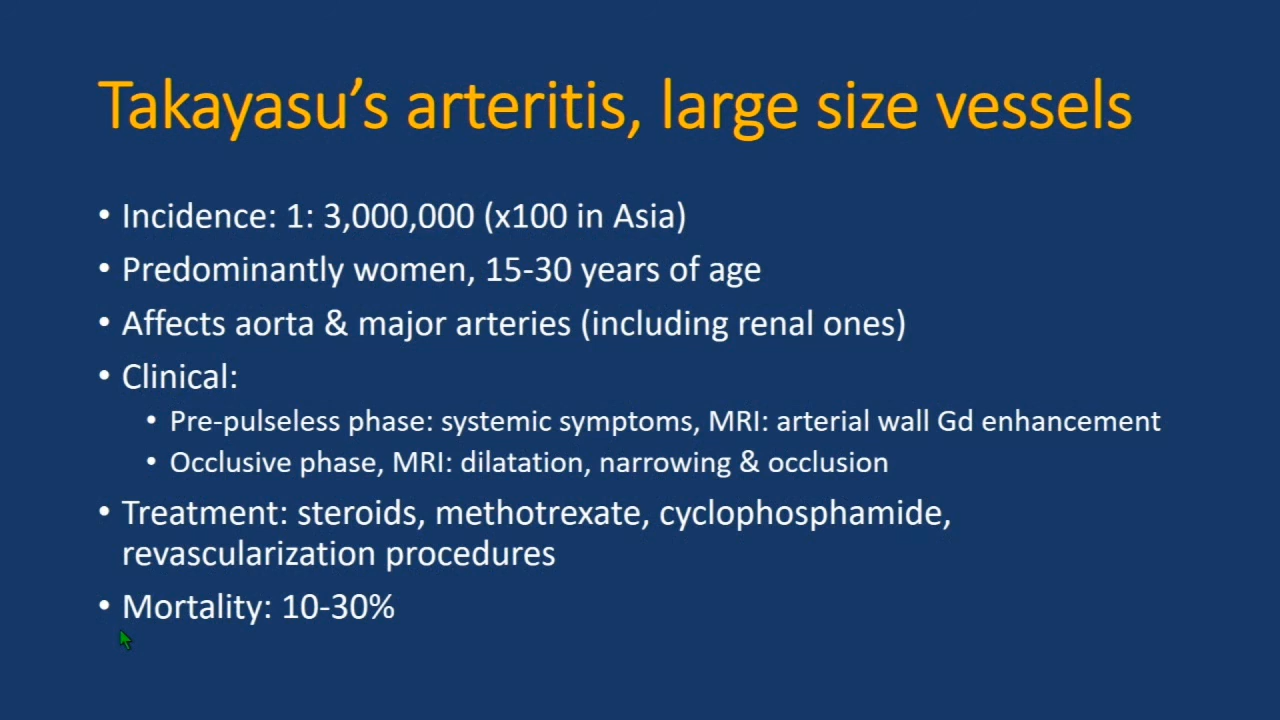 Takayasu’s arteritis, large size vessels
• Incidence: 1: 3,000,000 (x100 in Asia)
• Predominantly women, 15-30 years of age
• Affects aorta & major arteries (including renal ones)
• Clinical:
• Pre-pulseless phase: systemic symptoms, MRI: arterial wall Gd enhancement
• Occlusive phase, MRI: dilatation, narrowing & occlusion
• Treatment: steroids, methotrexate, cyclophosphamide,
revascularization procedures
• Mortality: 10-30%